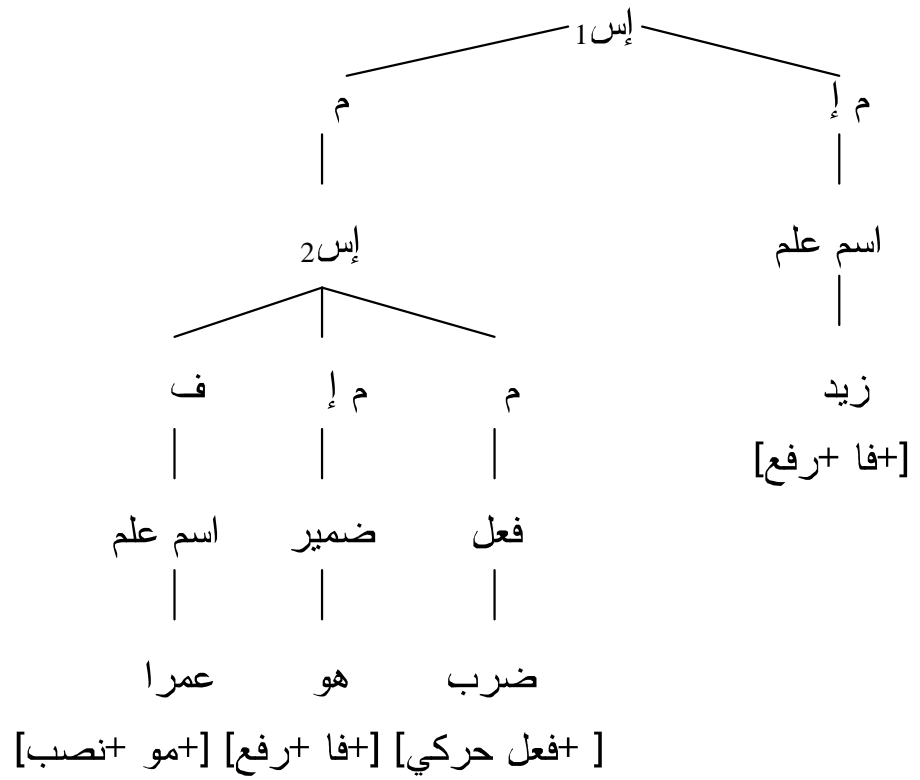 إس1
م إ م
اسم علم إس2
زيد م م إ ف
[+فا +رفع]
فعل ضمير اسم علم
ضرب هو عمرا
[ +فعل حركي] [+فا +رفع] [+مو +نصب]